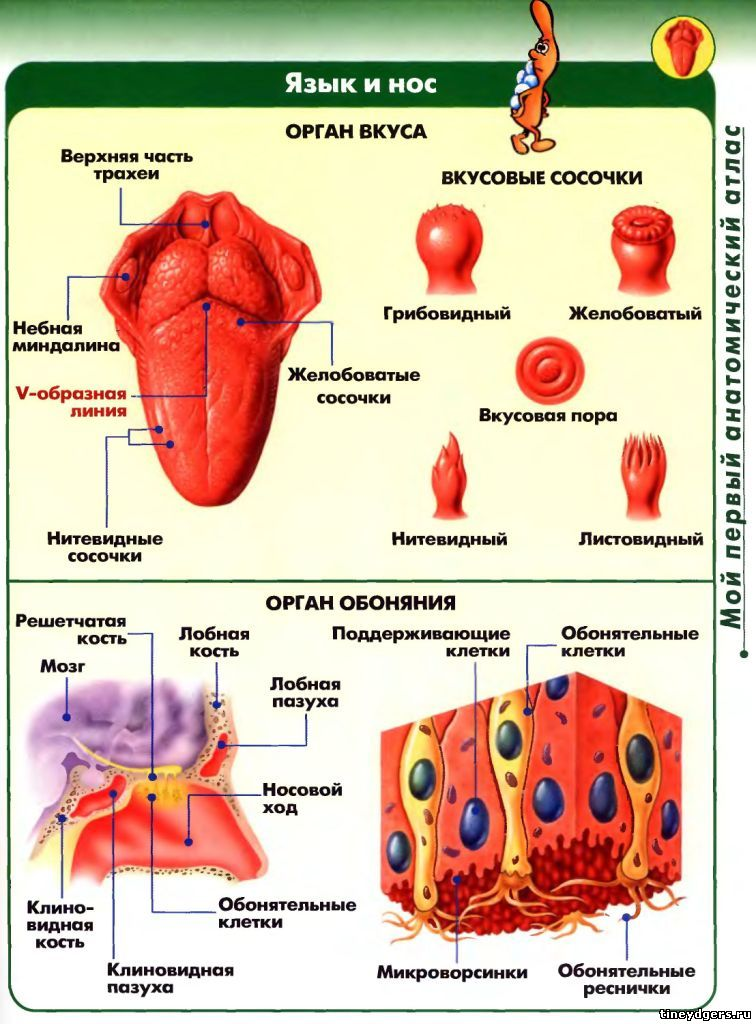 Язык и нос
ОРГАН ВКУСА
Верхняя часть
трахеи
Небная
миндалина
V-образная
линия
Нитевидные
сосочки
Желобоватые
сосочки
ВКУСОВЫЕ СОСОЧКИ
Грибовидный
Желобоватый
Вкусовая пора
Нитевидный
Листовидный
Мой первый анатомический атлас
ОРГАН ОБОНЯНИЯ
Решетчатая
кость
Мозг
Лобная
кость
Лобная
пазуха
Носовой
ход
Обонятельные
клетки
Клино-
видная
кость
Клиновидная
пазуха
Поддерживающие
клетки
Обонятельные
клетки
Микроворсинки
Обонятельные
реснички
tineydgers.ru